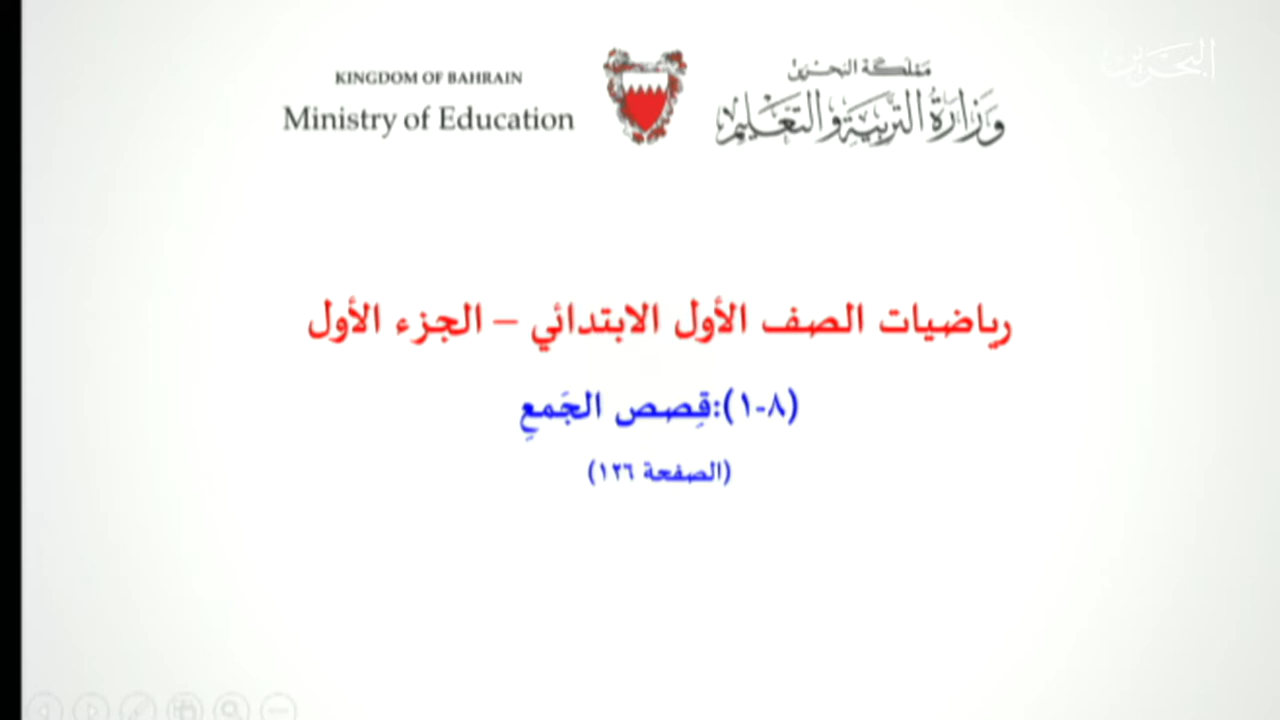 البحرين
KINGDOM OF BAHRAIN
Ministry of Education
مملكة البحرين
وزارة التربية والتعليم
رياضيات الصف الأول الابتدائي – الجزء الأول
(٨-١):قِصص الجَمعِ
(الصفحة ١٢٦)